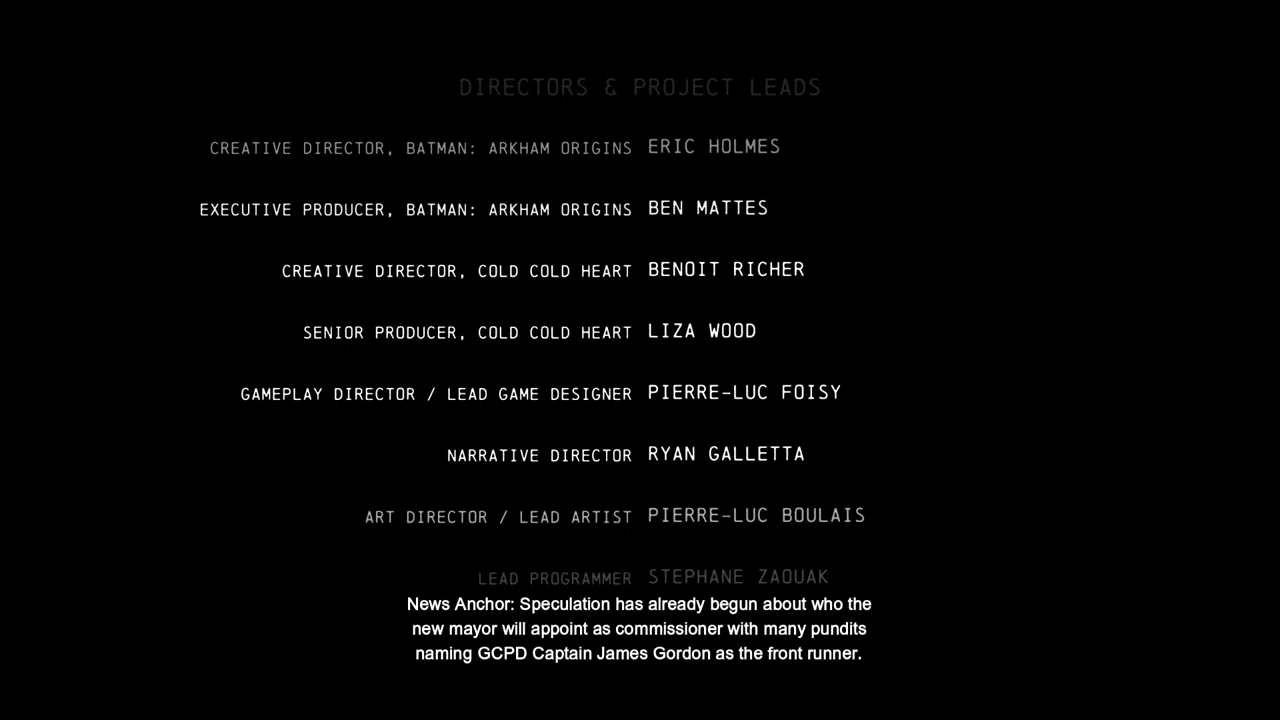 DIRECTORS & PROJECT LEADS
CREATIVE DIRECTOR, BATMAN: ARKHAM ORIGINS ERIC HOLMES
EXECUTIVE PRODUCER, BATMAN: ARKHAM ORIGINS BEN MATTES
CREATIVE DIRECTOR, COLD COLD HEART BENOIT RICHER
SENIOR PRODUCER, COLD COLD HEART LIZA WOOD
GAMEPLAY DIRECTOR / LEAD GAME DESIGNER PIERRE-LUC FOISY
NARRATIVE DIRECTOR RYAN GALLETTA
ART DIRECTOR / LEAD ARTIST PIERRE-LUC BOULAIS
LEAD PROGRAMMER STEPHANE ZAOUAK
News Anchor: Speculation has already begun about who the
new mayor will appoint as commissioner with many pundits
naming GCPD Captain James Gordon as the front runner.